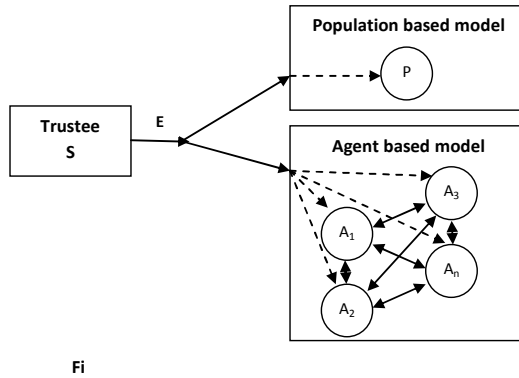 Population based model
P
Trustee
S
E
Agent based model
A3
A1
An
A2
Fi